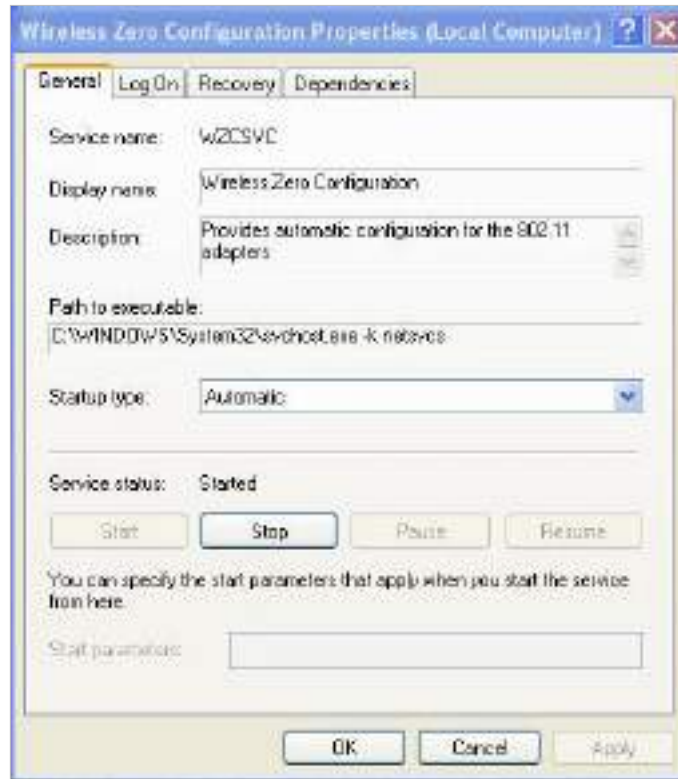 Wireless Zero Configuration Properties (Local Computer)
General Log On Recovery Dependencies
Service name: WZCSVC
Display name: Wireless Zero Configuration
Description: Provides automatic configuration for the 802.11
adapters
Path to executable:
C:\WINDOWS\System32\svchost.exe -k netsvcs
Startup type: Automatic
Service status: Started
Start Stop Pause Resume
You can specify the start parameters that apply when you start the service
from here.
Start parameters:
OK Cancel Apply